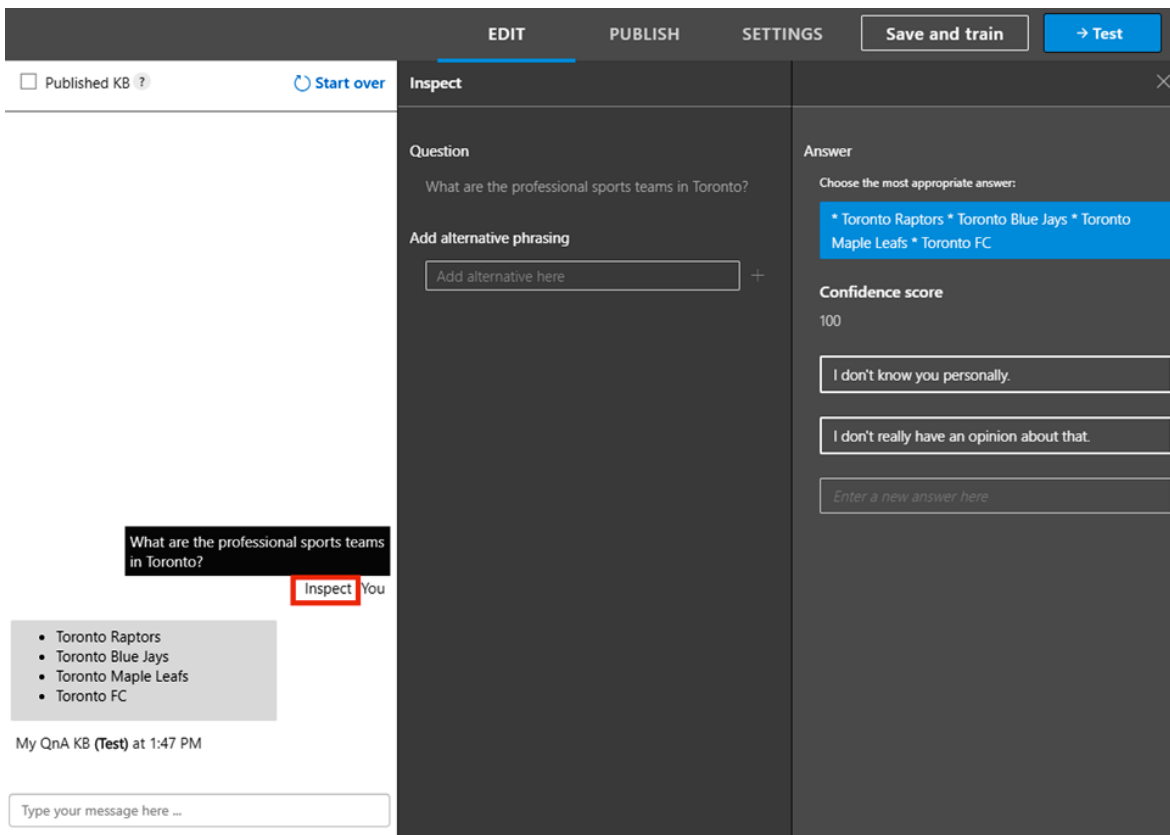 EDIT
PUBLISH
SETTINGS
Save and train
→ Test
Published KB ?
Start over
What are the professional sports teams
in Toronto?
Inspect You
• Toronto Raptors
• Toronto Blue Jays
• Toronto Maple Leafs
• Toronto FC
My QnA KB (Test) at 1:47 PM
Type your message here ...
Inspect
Question
What are the professional sports teams in Toronto?
Add alternative phrasing
Add alternative here
Answer
Choose the most appropriate answer:
* Toronto Raptors * Toronto Blue Jays * Toronto
Maple Leafs * Toronto FC
Confidence score
100
I don't know you personally.
I don't really have an opinion about that.
Enter a new answer here